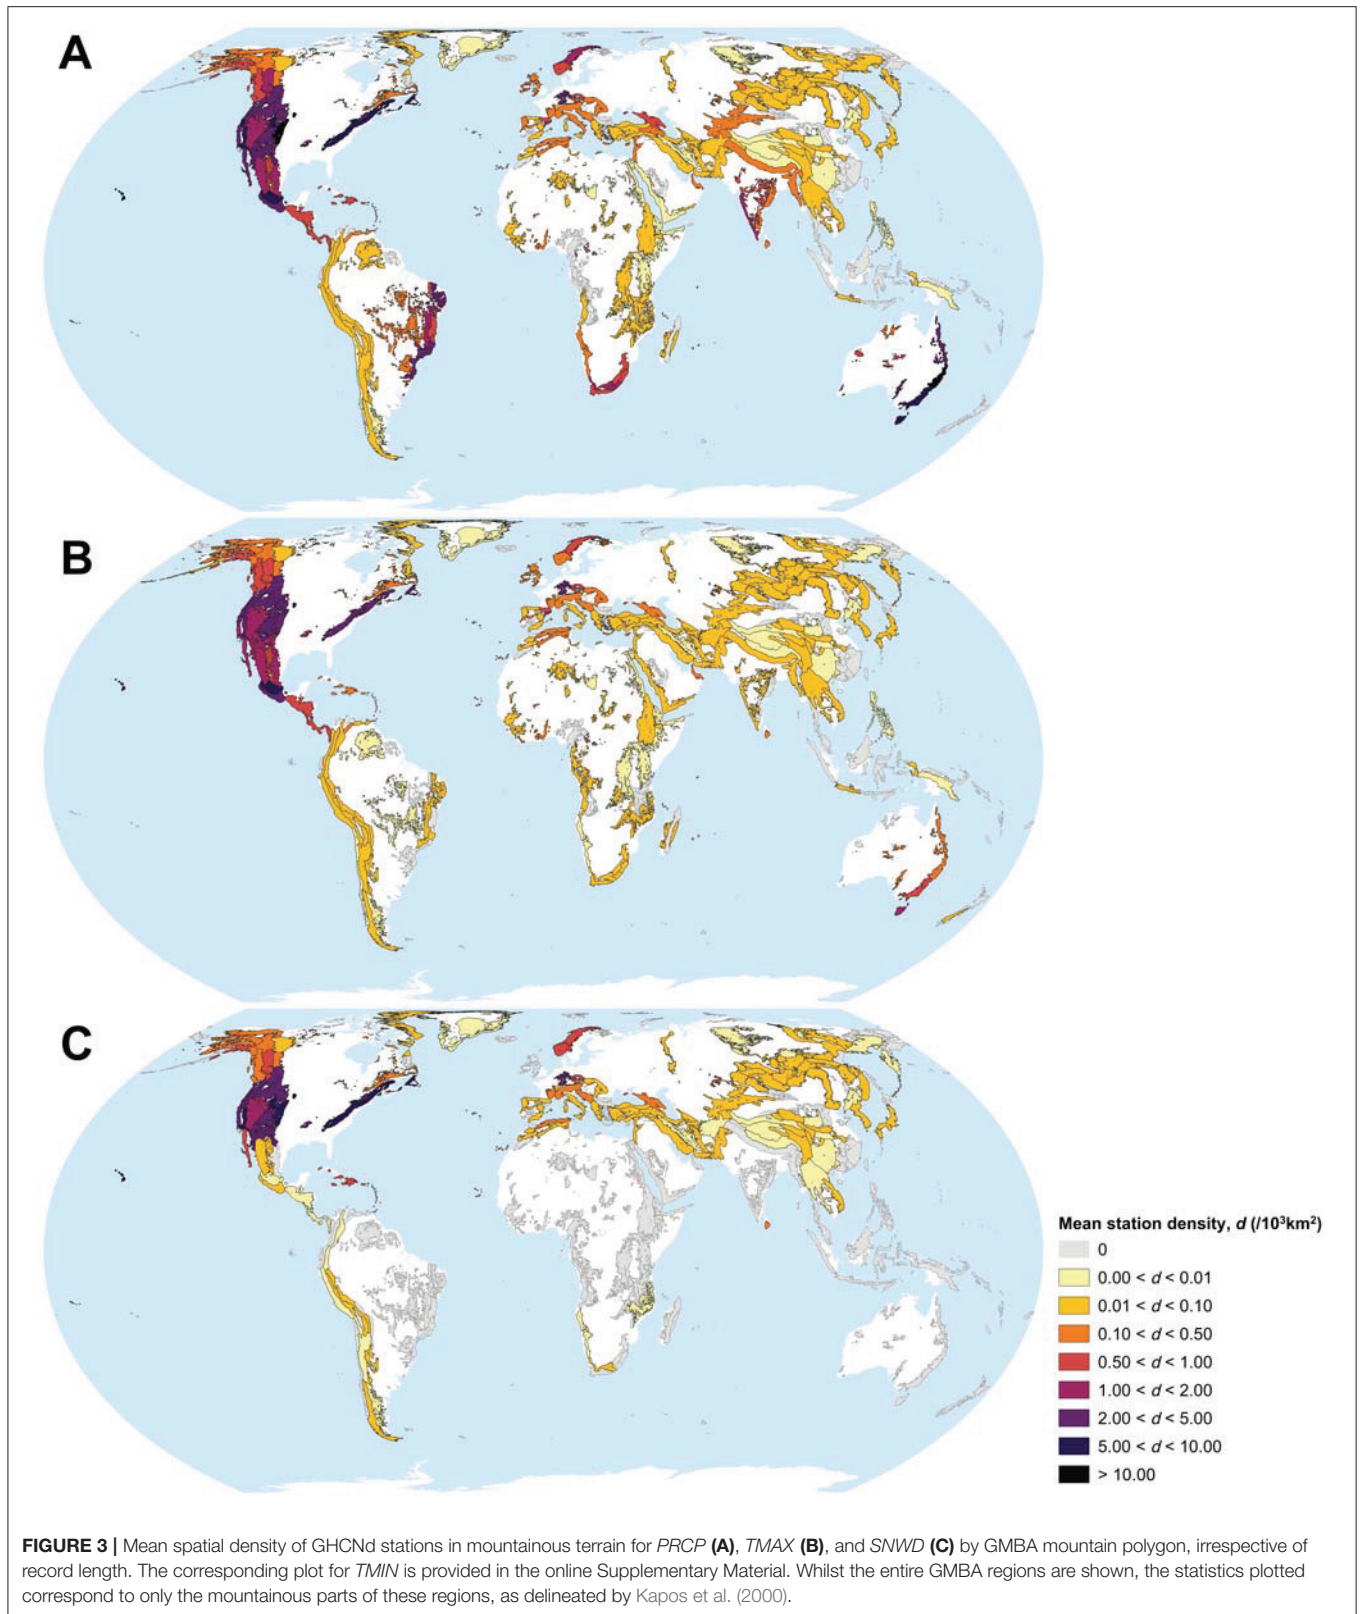 A
B
C
Mean station density, d (/10³km²)
0
0.00 < d < 0.01
0.01 < d < 0.10
0.10 < d < 0.50
0.50 < d < 1.00
1.00 < d < 2.00
2.00 < d < 5.00
5.00 < d < 10.00
> 10.00
FIGURE 3 | Mean spatial density of GHCNd stations in mountainous terrain for PRCP (A), TMAX (B), and SNWD (C) by GMBA mountain polygon, irrespective of
record length. The corresponding plot for TMIN is provided in the online Supplementary Material. Whilst the entire GMBA regions are shown, the statistics plotted
correspond to only the mountainous parts of these regions, as delineated by Kapos et al. (2000).